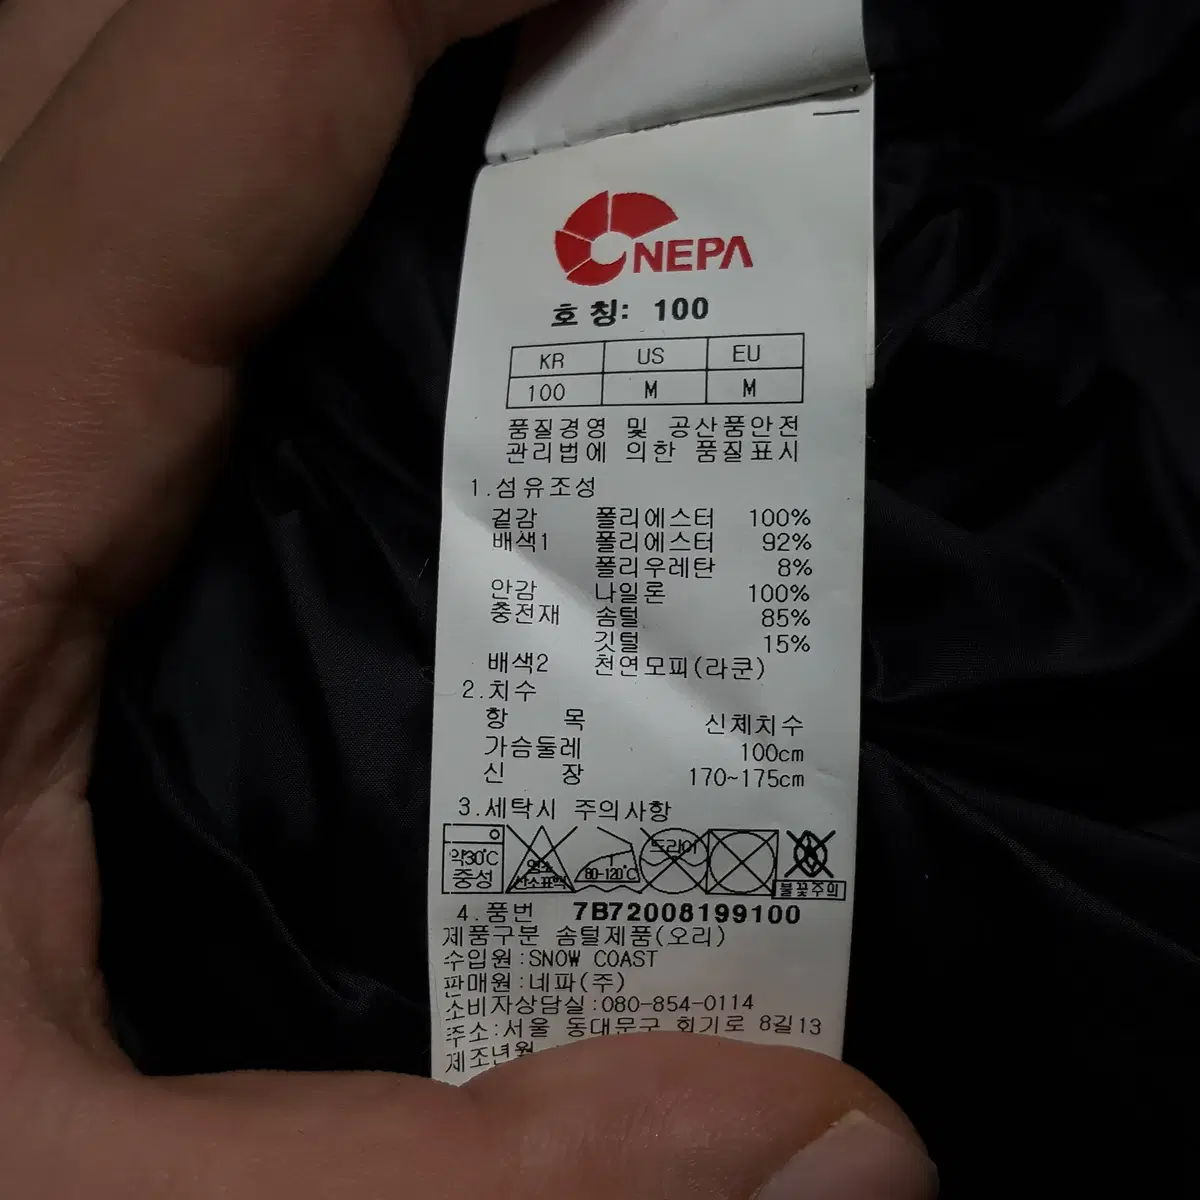 NEPA
호 칭: 100
KR US EU
100 M M
품질경영 및 공산품안전
관리법에 의한 품질표시
1.섬유조성
겉감 폴리에스터 100%
배색1 폴리에스터 92%
폴리우레탄 8%
안감 나일론 100%
충전재 솜털 85%
깃털 15%
배색2 천연모피(라쿤)
2.치수
항 목 신체치수
가슴둘레 100cm
신 장 170~175cm
3.세탁시 주의사항
약30℃ 중성 염소 산소표백 80-120℃ 드라이 불꽃주의
4.품번 7B72008199100
제품구분 솜털제품(오리)
수입원:SNOW COAST
판매원:네파(주)
소비자상담실:080-854-0114
주소:서울 동대문구 회기로 8길13
제조년월